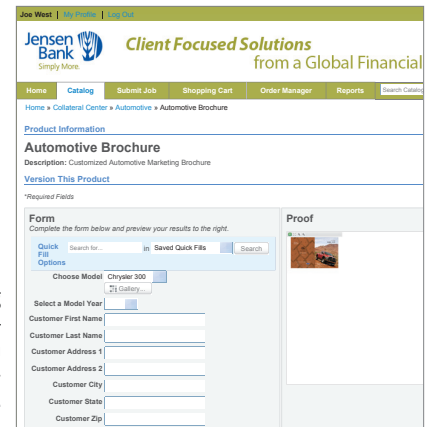 Joe West | My Profile | Log Out
Jensen Bank
Simply More.
Client Focused Solutions
from a Global Financial
Home Catalog Submit Job Shopping Cart Order Manager Reports Search Catalog
Home » Collateral Center » Automotive » Automotive Brochure
Product Information
Automotive Brochure
Description: Customized Automotive Marketing Brochure
Version This Product
*Required Fields
Form
Complete the form below and preview your results to the right.
Quick Fill Options Search for... in Saved Quick Fills Search
Choose Model Chrysler 300
Gallery...
Select a Model Year
Customer First Name
Customer Last Name
Customer Address 1
Customer Address 2
Customer City
Customer State
Customer Zip
Proof